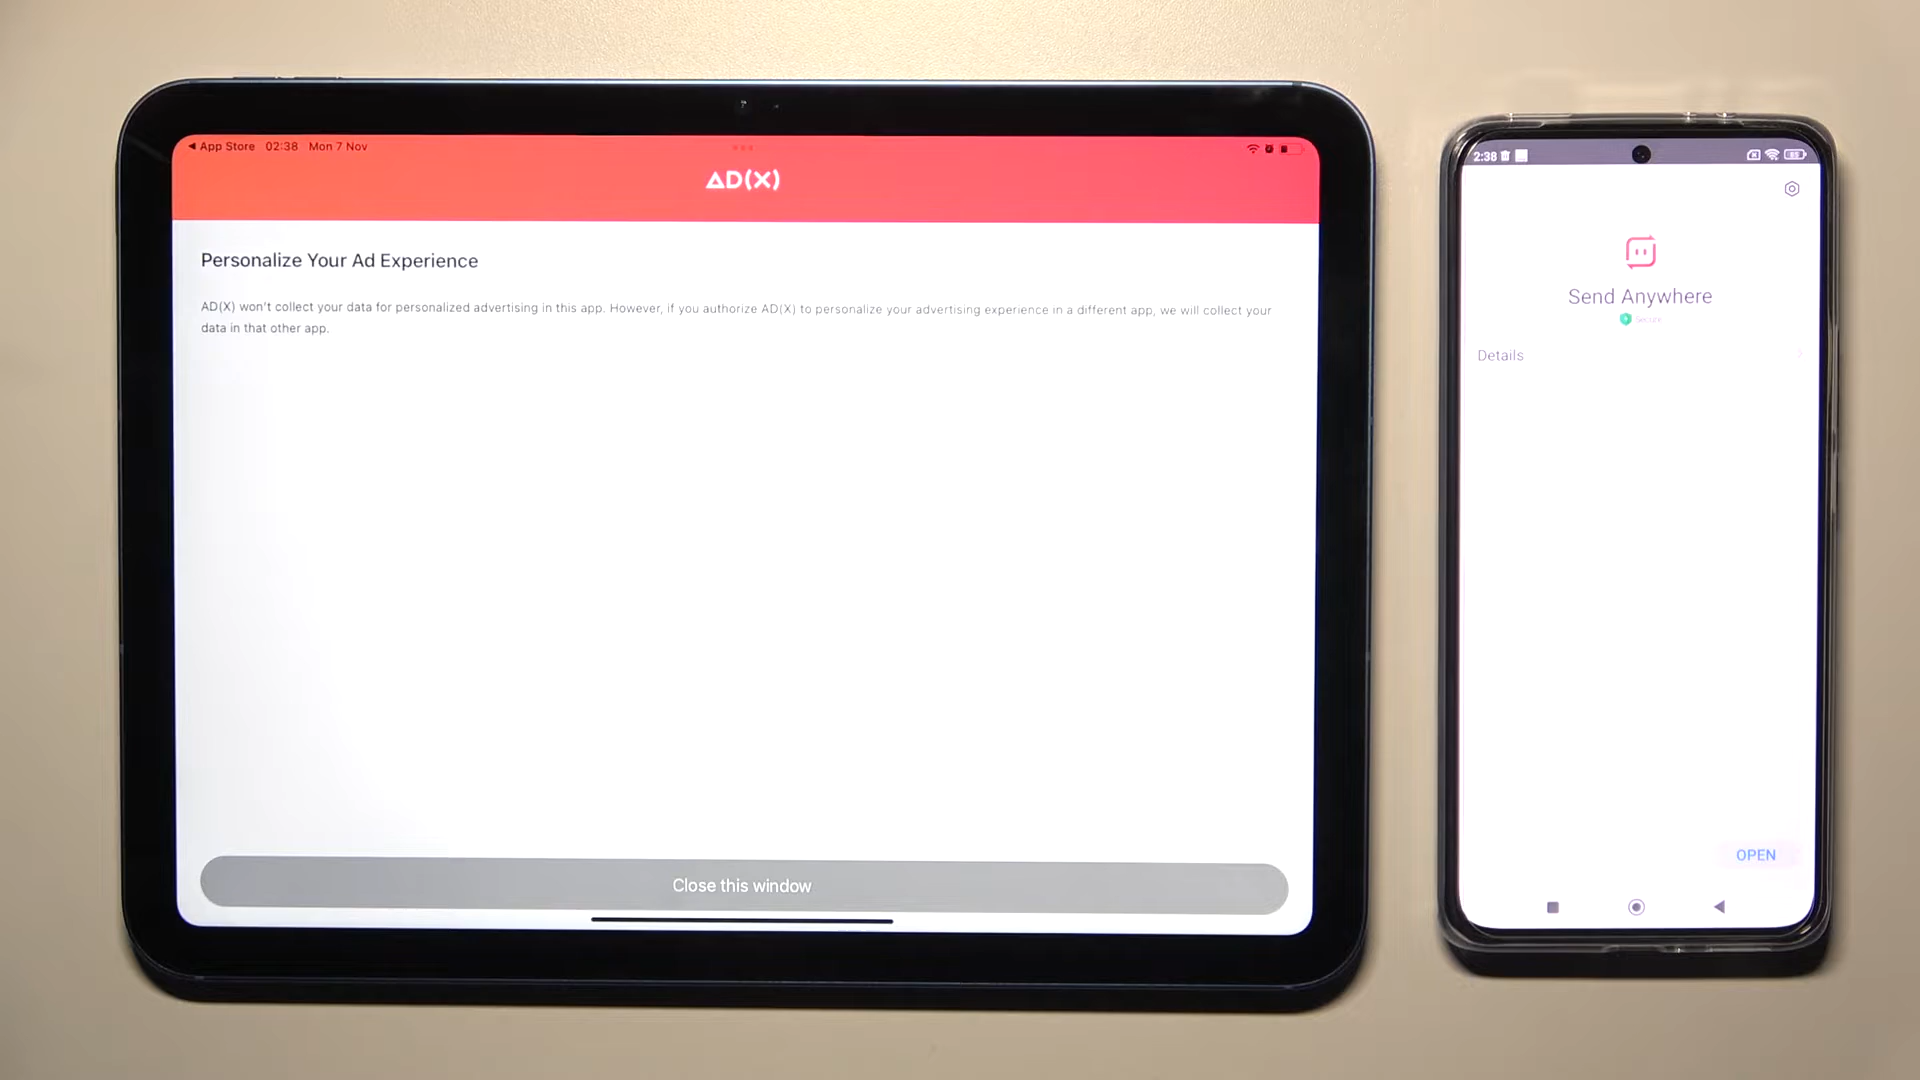 App Store 02:38 Mon 7 Nov
AD(X)
Personalize Your Ad Experience
AD(X) won't collect your data for personalized advertising in this app. However, if you authorize AD(X) to personalize your advertising experience in a different app, we will collect your
data in that other app.
Close this window
2:38
Send Anywhere
Secure
Details
OPEN